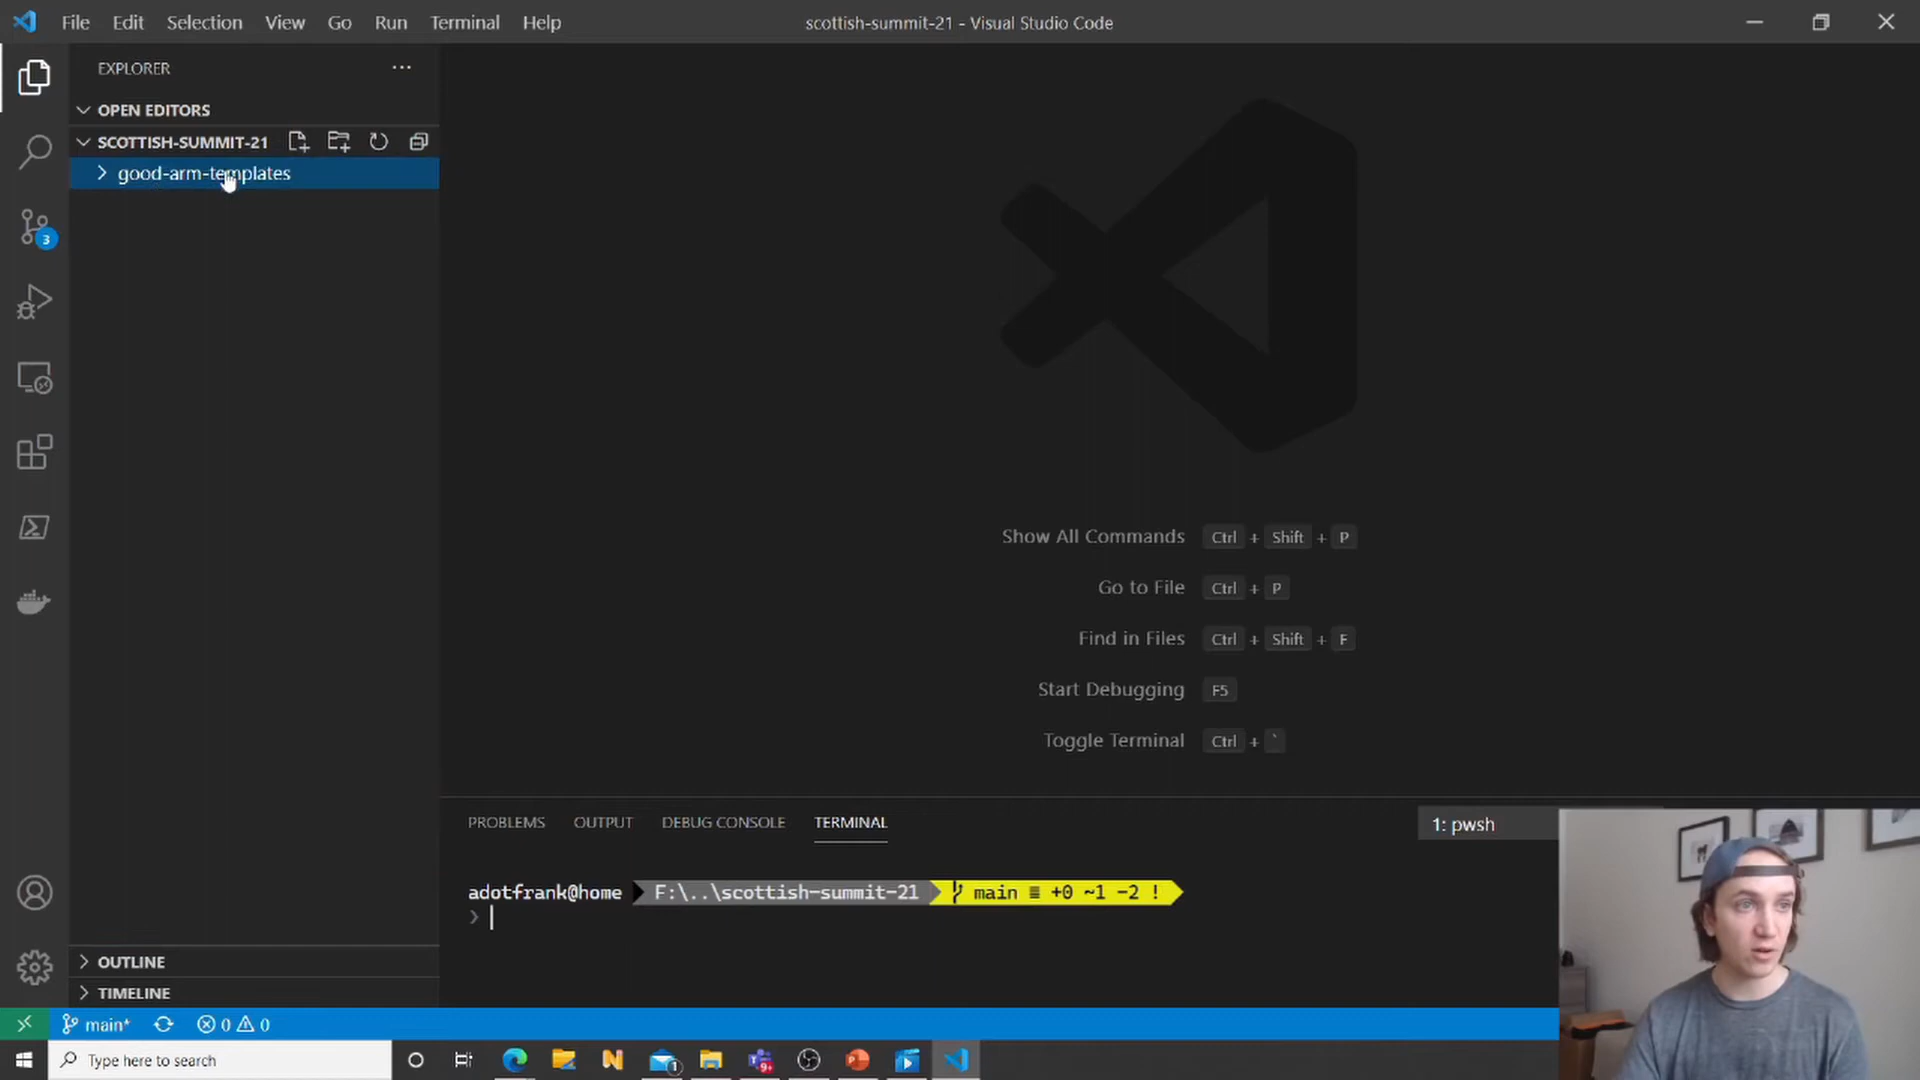 File Edit Selection View Go Run Terminal Help
scottish-summit-21 - Visual Studio Code
EXPLORER
OPEN EDITORS
SCOTTISH-SUMMIT-21
good-arm-templates
3
Show All Commands Ctrl + Shift + P
Go to File Ctrl + P
Find in Files Ctrl + Shift + F
Start Debugging F5
Toggle Terminal Ctrl + `
PROBLEMS OUTPUT DEBUG CONSOLE TERMINAL
1: pwsh
adotfrank@home F:\..\scottish-summit-21 main ≡ +0 ~1 -2 !
❯
OUTLINE
TIMELINE
main* 0 0
Type here to search
1
9+